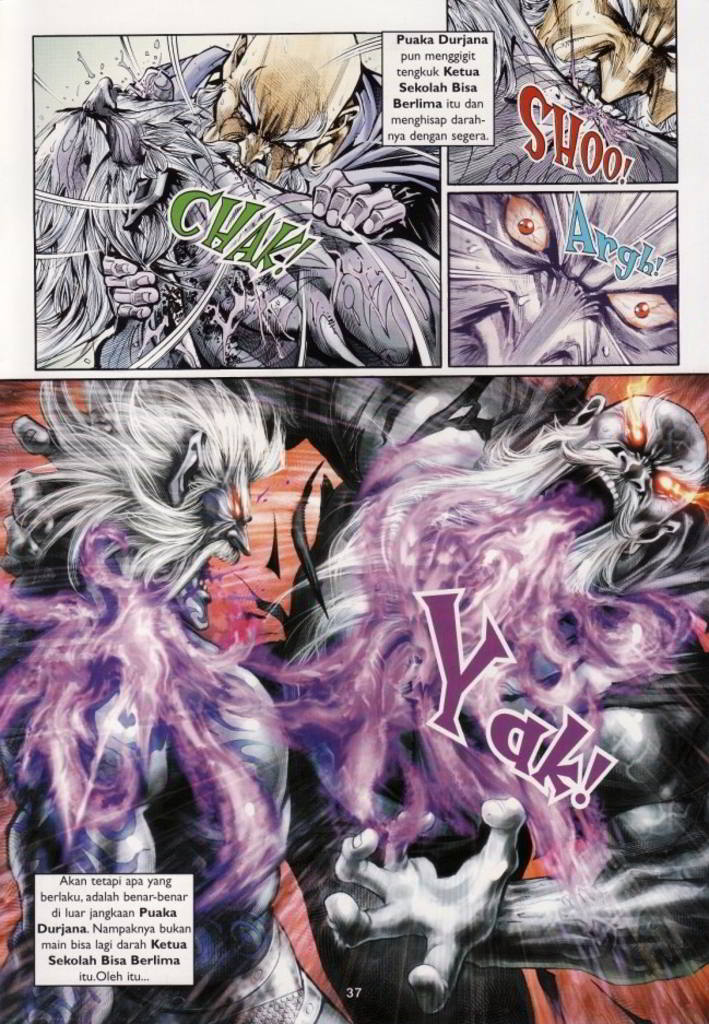 Puaka Durjana
pun menggigit
tengkuk Ketua
Sekolah Bisa
Berlima itu dan
menghisap darah-
nya dengan segera.
CHAK!
SHOO!
Argh!
Yak!
Akan tetapi apa yang
berlaku, adalah benar-benar
di luar jangkaan Puaka
Durjana. Nampaknya bukan
main bisa lagi darah Ketua
Sekolah Bisa Berlima
itu.Oleh itu...
37